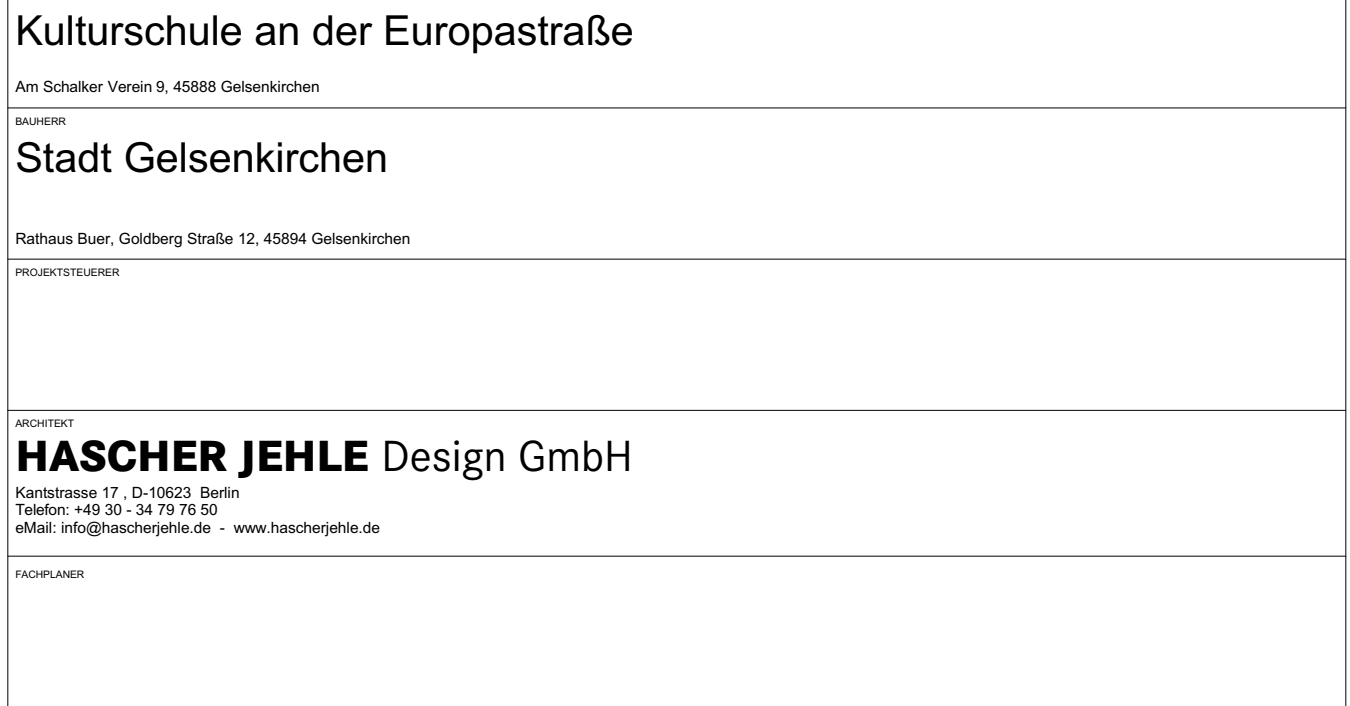 Kulturschule an der Europastraße
Am Schalker Verein 9, 45888 Gelsenkirchen
BAUHERR
Stadt Gelsenkirchen
Rathaus Buer, Goldberg Straße 12, 45894 Gelsenkirchen
PROJEKTSTEUERER
ARCHITEKT
HASCHER JEHLE Design GmbH
Kantstrasse 17 , D-10623  Berlin
Telefon: +49 30 - 34 79 76 50
eMail: info@hascherjehle.de  -  www.hascherjehle.de
FACHPLANER